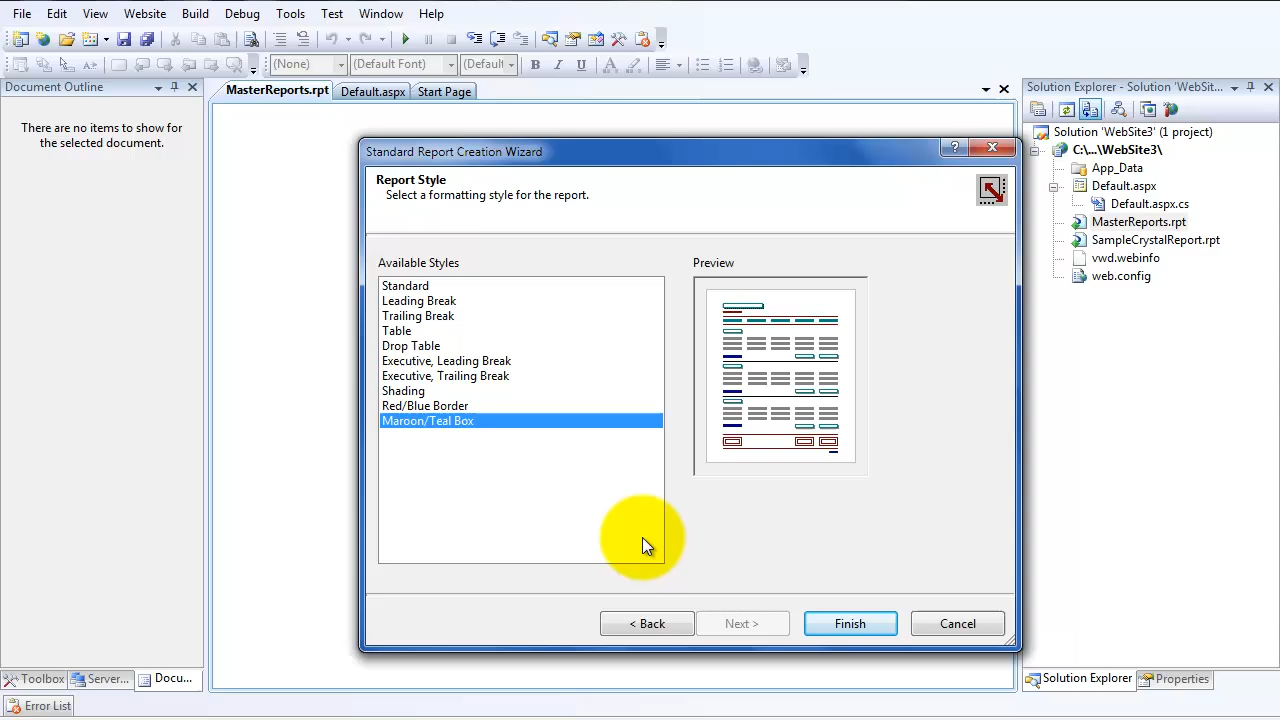 File Edit View Website Build Debug Tools Test Window Help
(None) (Default Font) (Defaul B I U A
Document Outline
There are no items to show for
the selected document.
MasterReports.rpt Default.aspx Start Page
Standard Report Creation Wizard
Report Style
Select a formatting style for the report.
Available Styles
Standard
Leading Break
Trailing Break
Table
Drop Table
Executive, Leading Break
Executive, Trailing Break
Shading
Red/Blue Border
Maroon/Teal Box
Preview
< Back Next > Finish Cancel
Solution Explorer - Solution 'WebSit...
Solution 'WebSite3' (1 project)
C:\...\WebSite3\
App_Data
Default.aspx
Default.aspx.cs
MasterReports.rpt
SampleCrystalReport.rpt
vwd.webinfo
web.config
Toolbox Server... Docu...
Solution Explorer Properties
Error List